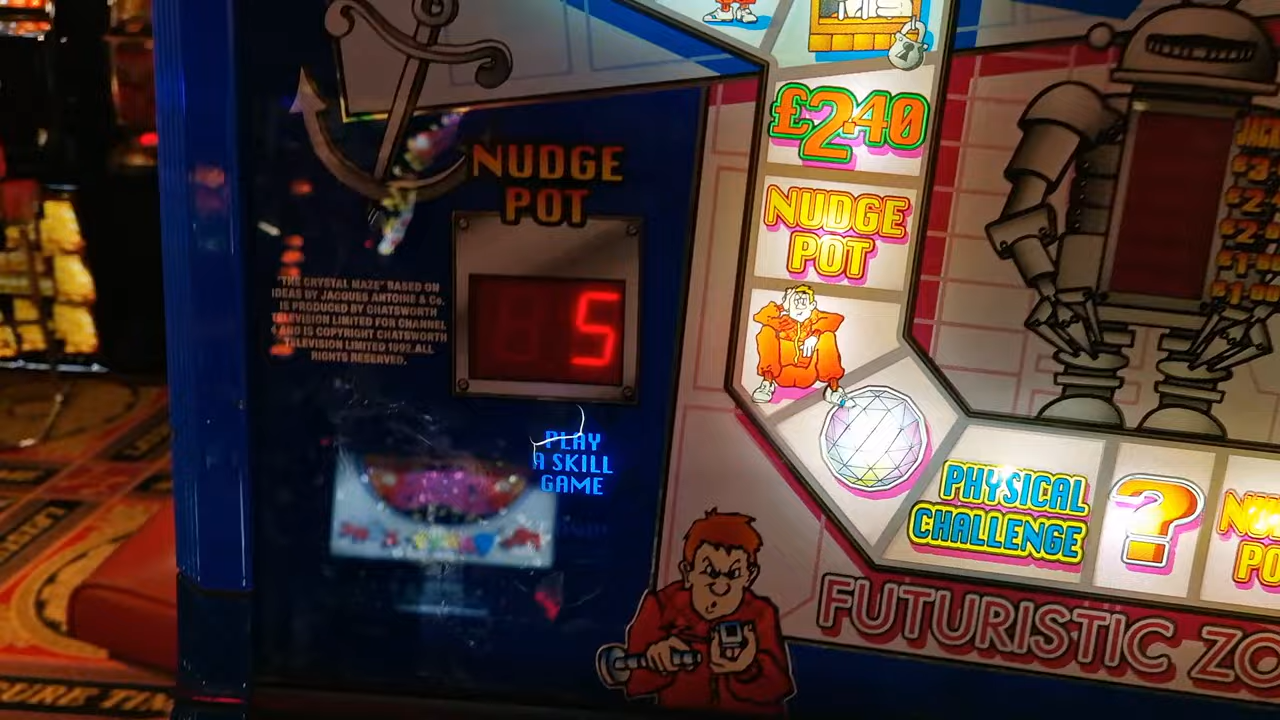 £2.40
NUDGE
POT
NUDGE
POT
5
"THE CRYSTAL MAZE" BASED ON
IDEAS BY JACQUES ANTOINE & Co.
IS PRODUCED BY CHATSWORTH
TELEVISION LIMITED FOR CHANNEL
4 AND IS COPYRIGHT CHATSWORTH
TELEVISION LIMITED 1992.ALL
RIGHTS RESERVED.
PLAY
A SKILL
GAME
PHYSICAL
CHALLENGE
?
FUTURISTIC